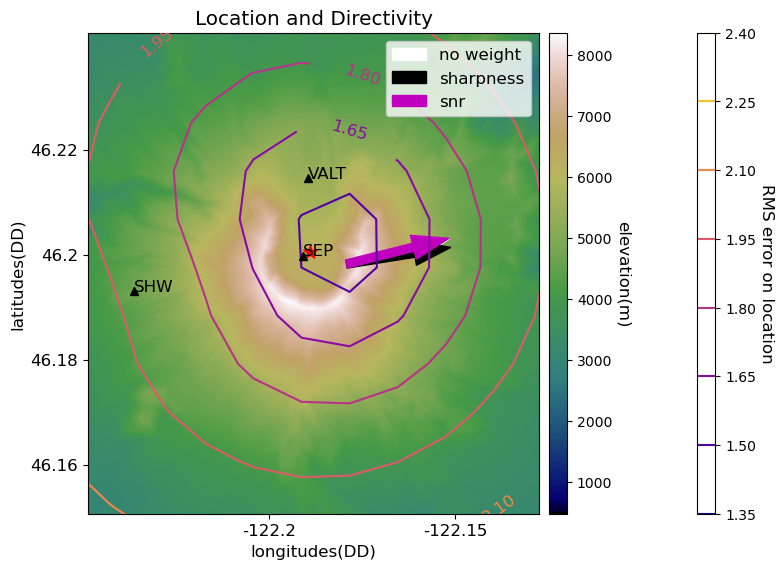 Location and Directivity
no weight
sharpness
snr
1.95
1.80
1.65
VALT
SEP
SHW
2.10
46.22
46.2
46.18
46.16
latitudes(DD)
-122.2
-122.15
longitudes(DD)
8000
7000
6000
5000
4000
3000
2000
1000
elevation(m)
2.40
2.25
2.10
1.95
1.80
1.65
1.50
1.35
RMS error on location